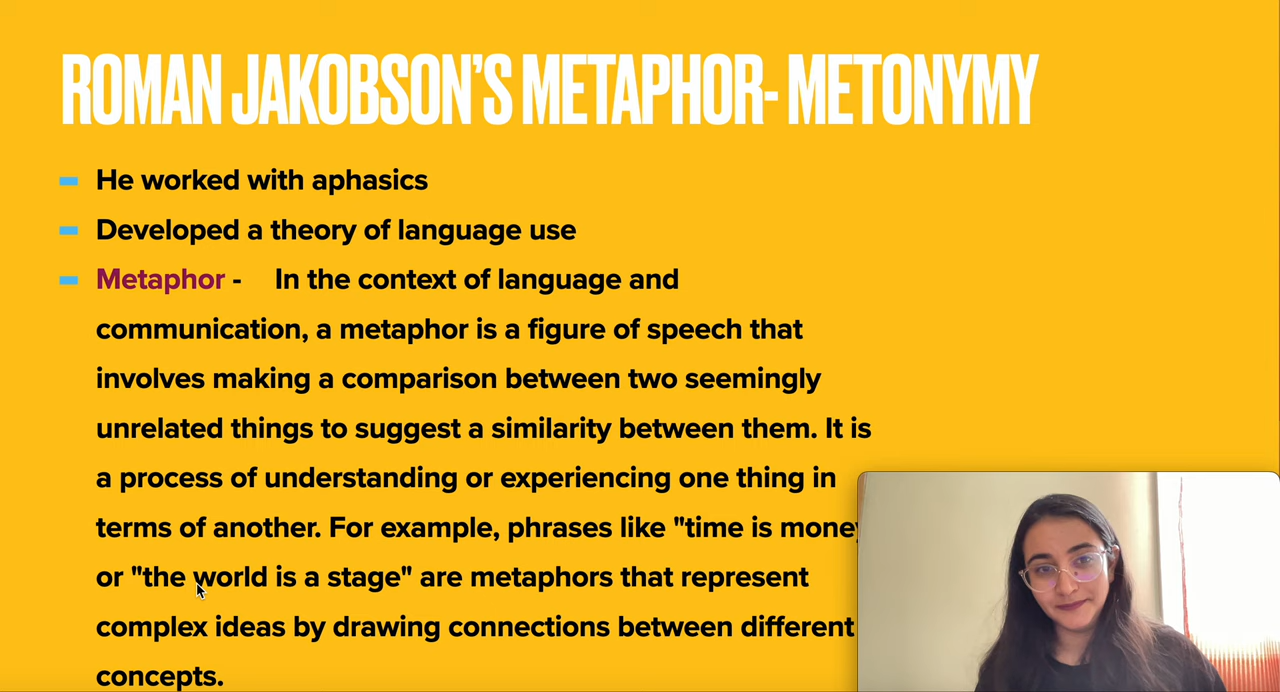 ROMAN JAKOBSON'S METAPHOR- METONYMY
He worked with aphasics
Developed a theory of language use
Metaphor - In the context of language and
communication, a metaphor is a figure of speech that
involves making a comparison between two seemingly
unrelated things to suggest a similarity between them. It is
a process of understanding or experiencing one thing in
terms of another. For example, phrases like "time is money
or "the world is a stage" are metaphors that represent
complex ideas by drawing connections between different
concepts.